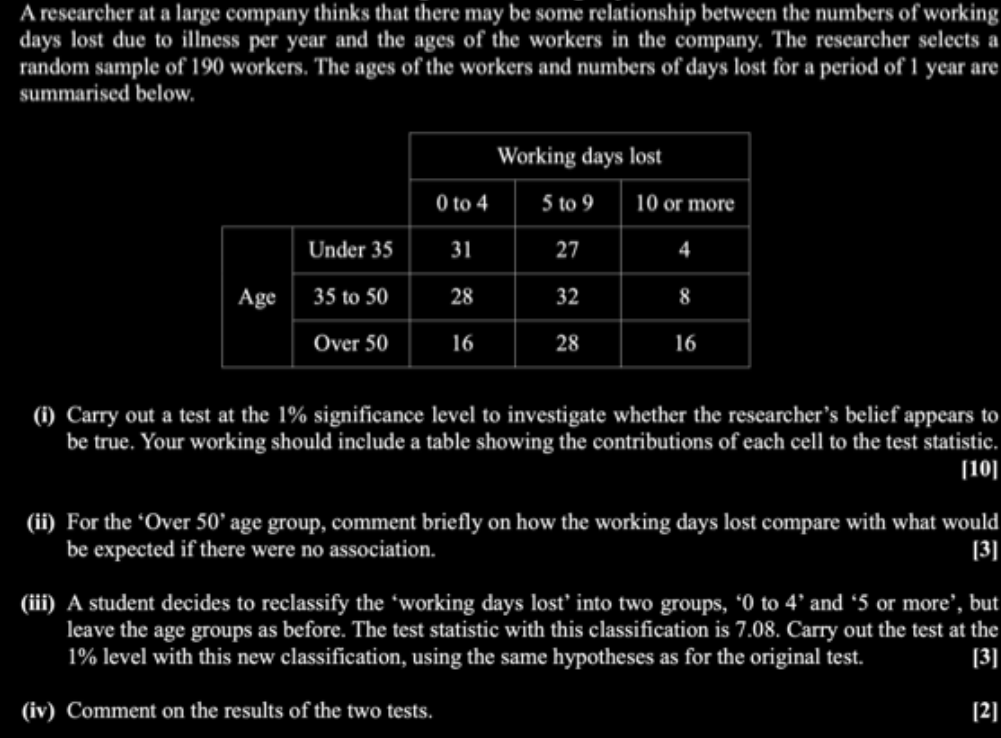 A researcher at a large company thinks that there may be some relationship between the numbers of working
days lost due to illness per year and the ages of the workers in the company. The researcher selects a
random sample of 190 workers. The ages of the workers and numbers of days lost for a period of 1 year are
summarised below.
Working days lost
0 to 4 5 to 9 10 or more
Under 35 31 27 4
Age 35 to 50 28 32 8
Over 50 16 28 16
(i) Carry out a test at the 1% significance level to investigate whether the researcher's belief appears to
be true. Your working should include a table showing the contributions of each cell to the test statistic.
[10]
(ii) For the ‘Over 50’ age group, comment briefly on how the working days lost compare with what would
be expected if there were no association. [3]
(iii) A student decides to reclassify the ‘working days lost’ into two groups, ‘0 to 4’ and ‘5 or more’, but
leave the age groups as before. The test statistic with this classification is 7.08. Carry out the test at the
1% level with this new classification, using the same hypotheses as for the original test. [3]
(iv) Comment on the results of the two tests. [2]